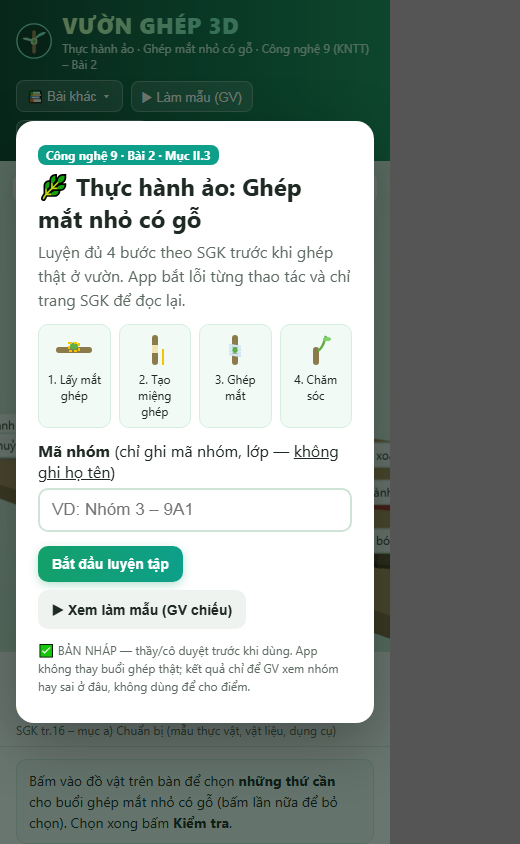 VƯỜN GHÉP 3D
Thực hành ảo · Ghép mắt nhỏ có gỗ · Công nghệ 9 (KNTT)
– Bài 2
Bài khác ▾
▶ Làm mẫu (GV)
Công nghệ 9 · Bài 2 · Mục II.3
Thực hành ảo: Ghép
mắt nhỏ có gỗ
Luyện đủ 4 bước theo SGK trước khi ghép
thật ở vườn. App bắt lỗi từng thao tác và chỉ
trang SGK để đọc lại.
1. Lấy mắt
ghép
2. Tạo
miệng
ghép
3. Ghép
mắt
4. Chăm
sóc
Mã nhóm (chỉ ghi mã nhóm, lớp — không
ghi họ tên)
VD: Nhóm 3 – 9A1
Bắt đầu luyện tập
▶ Xem làm mẫu (GV chiếu)
✅ BẢN NHÁP — thầy/cô duyệt trước khi dùng. App
không thay buổi ghép thật; kết quả chỉ để GV xem nhóm
hay sai ở đâu, không dùng để cho điểm.
SGK tr.16 – mục a) Chuẩn bị (mẫu thực vật, vật liệu, dụng cụ)
Bấm vào đồ vật trên bàn để chọn những thứ cần
cho buổi ghép mắt nhỏ có gỗ (bấm lần nữa để bỏ
chọn). Chọn xong bấm Kiểm tra.